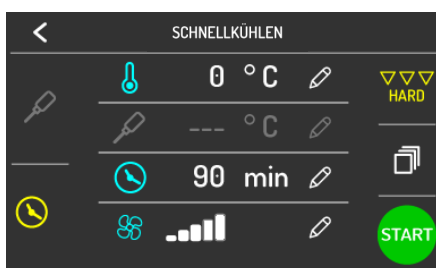 SCHNELLKÜHLEN
0 °C
HARD
--- °C
90 min
START